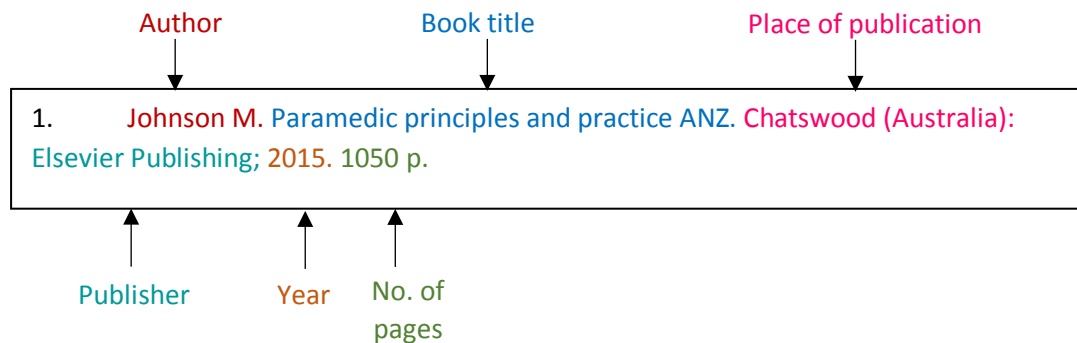 Author Book title Place of publication
1. Johnson M. Paramedic principles and practice ANZ. Chatswood (Australia):
Elsevier Publishing; 2015. 1050 p.
Publisher Year No. of
pages